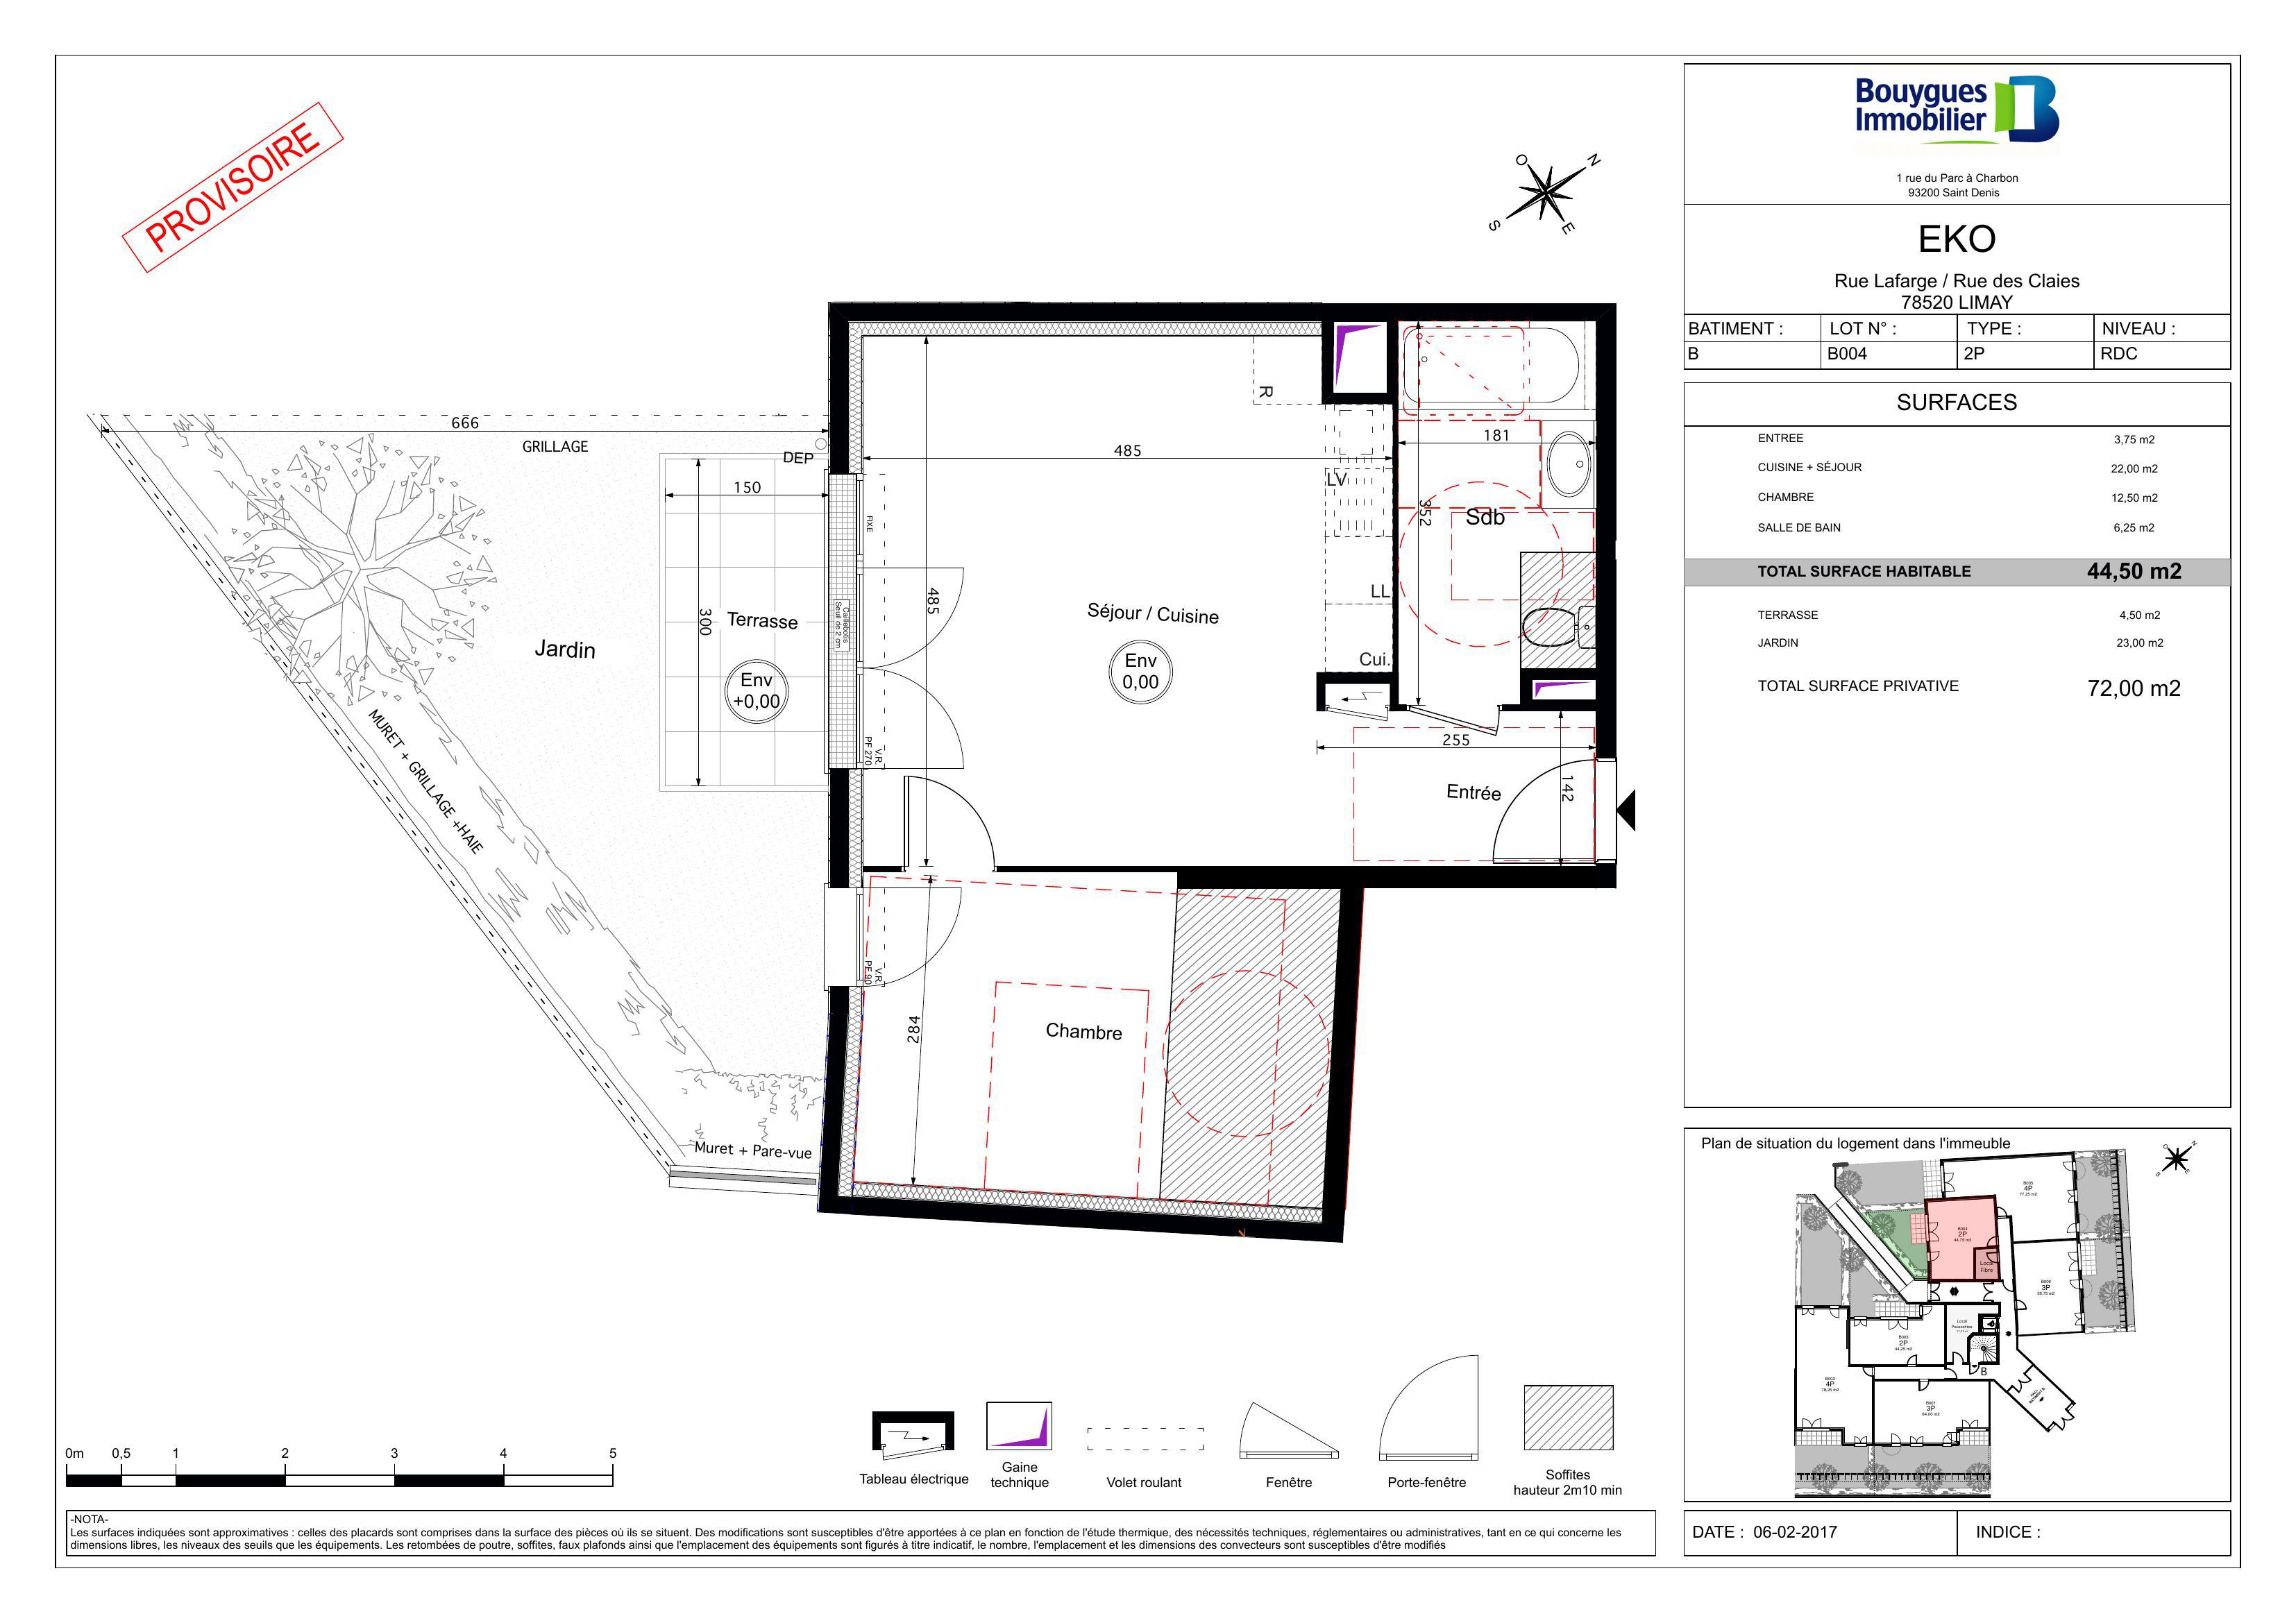 PROVISOIRE
O
N
S
E
666
GRILLAGE
DEP
150
300
Terrasse
Env
+0,00
Jardin
MURET + GRILLAGE +HAIE
Muret + Pare-vue
Caillebotis
Seuil de 2 cm
FIXE
V.R.
PF 270
V.R.
PF 90
485
485
R
LV
LL
Cui.
Séjour / Cuisine
Env
0,00
181
352
Sdb
255
142
Entrée
284
Chambre
0m
0,5
1
2
3
4
5
Tableau électrique
Gaine
technique
Volet roulant
Fenêtre
Porte-fenêtre
Soffites
hauteur 2m10 min
-NOTA-
Les surfaces indiquées sont approximatives : celles des placards sont comprises dans la surface des pièces où ils se situent. Des modifications sont susceptibles d'être apportées à ce plan en fonction de l'étude thermique, des nécessités techniques, réglementaires ou administratives, tant en ce qui concerne les
dimensions libres, les niveaux des seuils que les équipements. Les retombées de poutre, soffites, faux plafonds ainsi que l'emplacement des équipements sont figurés à titre indicatif, le nombre, l'emplacement et les dimensions des convecteurs sont susceptibles d'être modifiés
Bouygues
Immobilier
1 rue du Parc à Charbon
93200 Saint Denis
EKO
Rue Lafarge / Rue des Claies
78520 LIMAY
BATIMENT : LOT N° : TYPE : NIVEAU :
B B004 2P RDC
SURFACES
ENTREE 3,75 m2
CUISINE + SÉJOUR 22,00 m2
CHAMBRE 12,50 m2
SALLE DE BAIN 6,25 m2
TOTAL SURFACE HABITABLE 44,50 m2
TERRASSE 4,50 m2
JARDIN 23,00 m2
TOTAL SURFACE PRIVATIVE 72,00 m2
Plan de situation du logement dans l'immeuble
O
N
S
E
4P
77,25 m2
B004
2P
44,75 m2
Local
Fibre
3P
Local
Poussettes
2P
44,25 m2
B
4P
3P
DATE : 06-02-2017
INDICE :